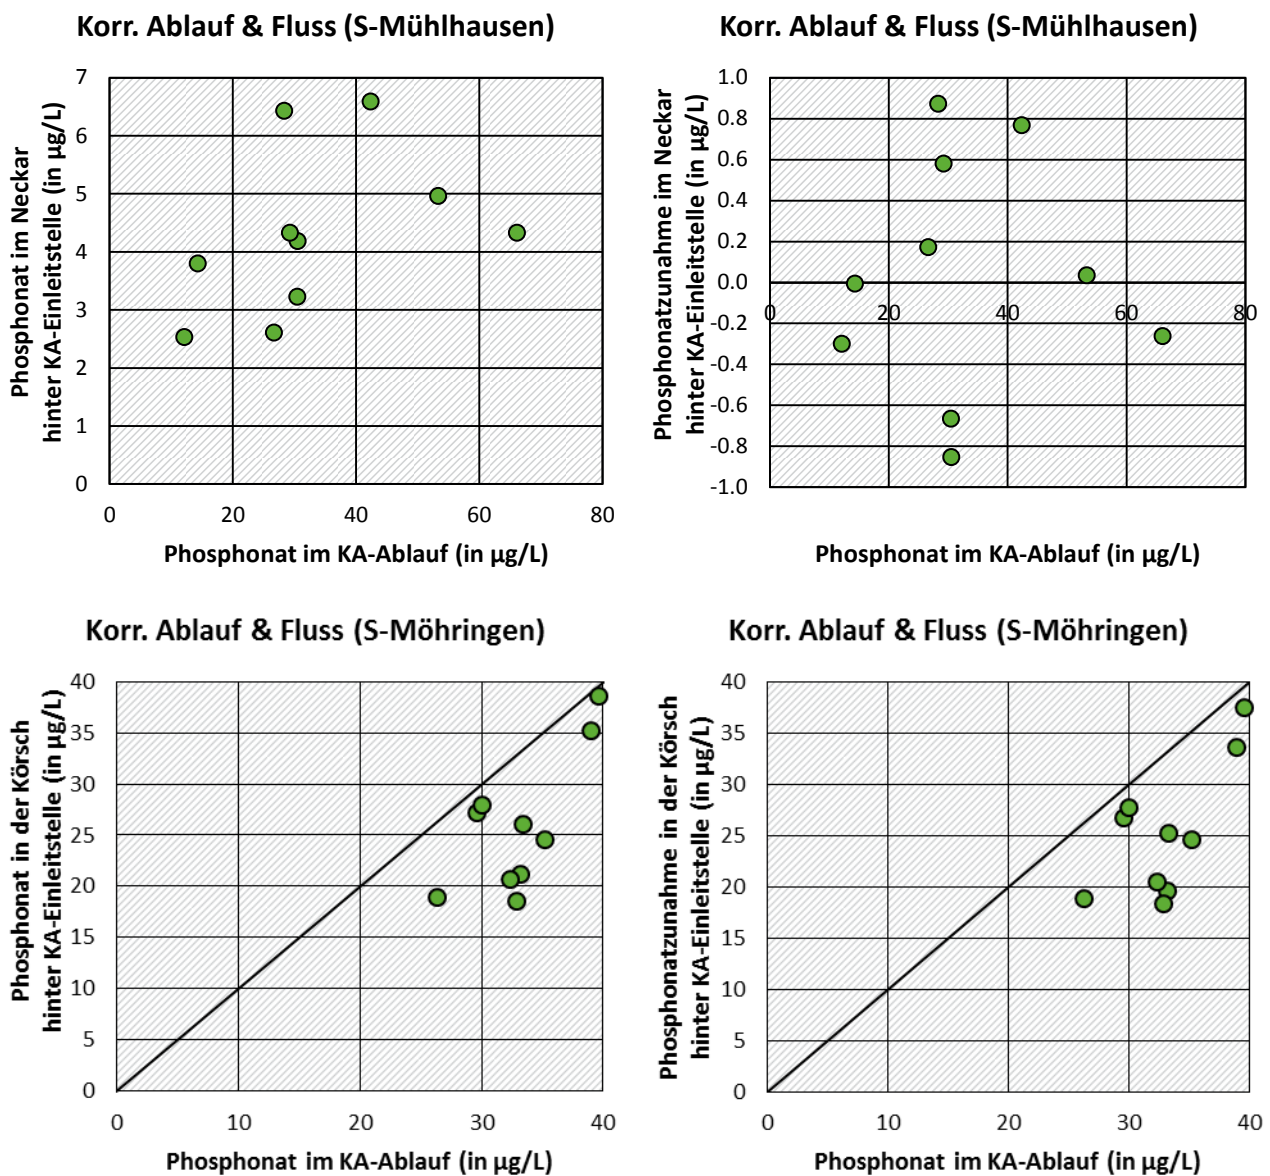 Korr. Ablauf & Fluss (S-Mühlhausen)
Phosphonat im Neckar
hinter KA-Einleitstelle (in µg/L)
7
6
5
4
3
2
1
0
0 20 40 60 80
Phosphonat im KA-Ablauf (in µg/L)
Korr. Ablauf & Fluss (S-Mühlhausen)
Phosphonatzunahme im Neckar
hinter KA-Einleitstelle (in µg/L)
1.0
0.8
0.6
0.4
0.2
0.0
-0.2
-0.4
-0.6
-0.8
-1.0
0 20 40 60 80
Phosphonat im KA-Ablauf (in µg/L)
Korr. Ablauf & Fluss (S-Möhringen)
Phosphonat in der Körsch
hinter KA-Einleitstelle (in µg/L)
40
35
30
25
20
15
10
5
0
0 10 20 30 40
Phosphonat im KA-Ablauf (in µg/L)
Korr. Ablauf & Fluss (S-Möhringen)
Phosphonatzunahme in der Körsch
hinter KA-Einleitstelle (in µg/L)
40
35
30
25
20
15
10
5
0
0 10 20 30 40
Phosphonat im KA-Ablauf (in µg/L)